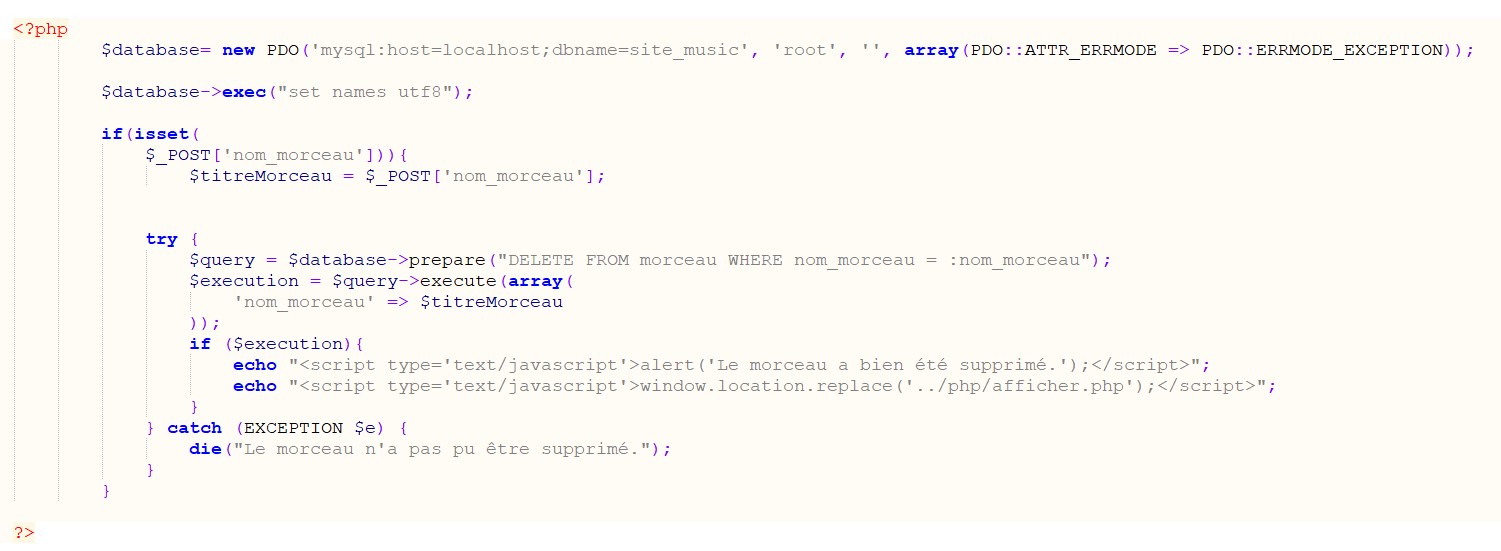 <?php
$database= new PDO('mysql:host=localhost;dbname=site_music', 'root', '', array(PDO::ATTR_ERRMODE => PDO::ERRMODE_EXCEPTION));
$database->exec("set names utf8");
if(isset(
$_POST['nom_morceau'])){
$titreMorceau = $_POST['nom_morceau'];
try {
$query = $database->prepare("DELETE FROM morceau WHERE nom_morceau = :nom_morceau");
$execution = $query->execute(array(
'nom_morceau' => $titreMorceau
));
if ($execution){
echo "<script type='text/javascript'>alert('Le morceau a bien été supprimé.');</script>";
echo "<script type='text/javascript'>window.location.replace('../php/afficher.php');</script>";
}
} catch (EXCEPTION $e) {
die("Le morceau n'a pas pu être supprimé.");
}
}
?>